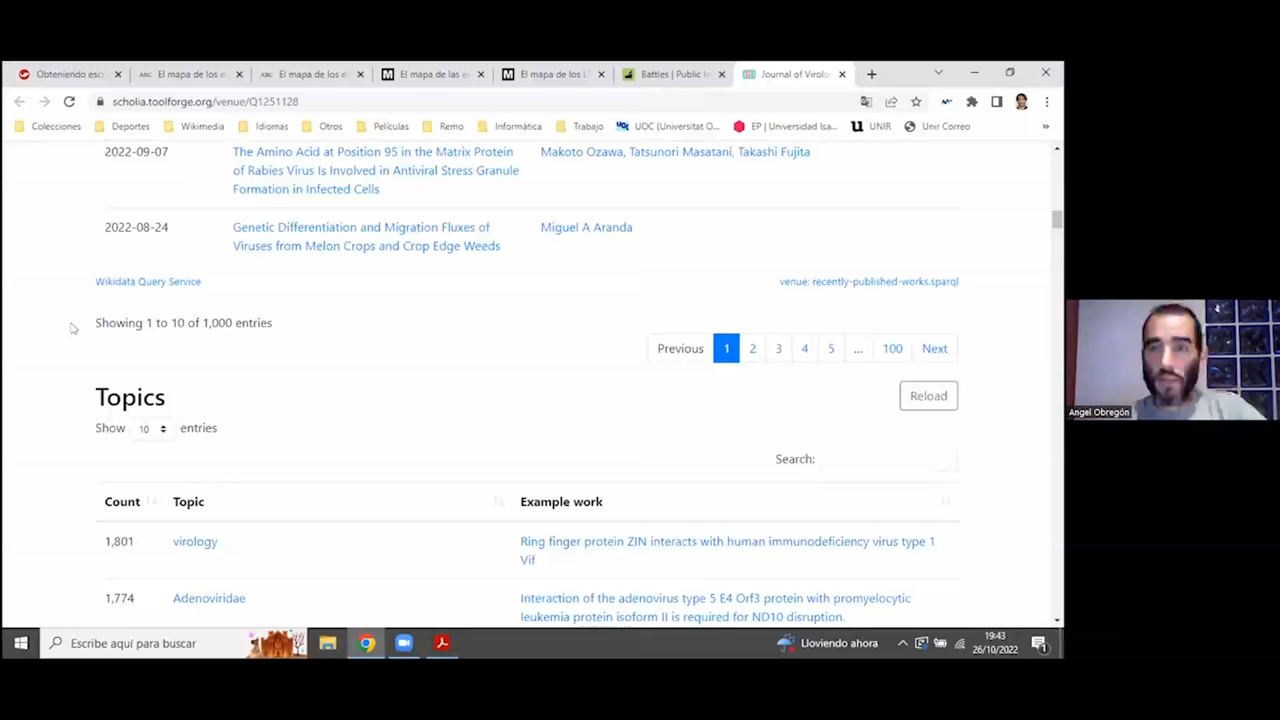 Obteniendo esc
El mapa de los e
El mapa de los e
El mapa de las e
El mapa de los L
Battles | Public
Journal of Virolo
scholia.toolforge.org/venue/Q1251128
Colecciones
Deportes
Wikimedia
Idiomas
Otros
Películas
Remo
Informática
Trabajo
UOC (Universitat O...
EP | Universidad Isa...
UNIR
Unir Correo
»
2022-09-07
The Amino Acid at Position 95 in the Matrix Protein
of Rabies Virus Is Involved in Antiviral Stress Granule
Formation in Infected Cells
Makoto Ozawa, Tatsunori Masatani, Takashi Fujita
2022-08-24
Genetic Differentiation and Migration Fluxes of
Viruses from Melon Crops and Crop Edge Weeds
Miguel A Aranda
Wikidata Query Service
venue: recently-published-works.sparql
Showing 1 to 10 of 1,000 entries
Previous 1 2 3 4 5 ... 100 Next
Topics
Reload
Show 10 entries
Search:
Count Topic Example work
1,801 virology
Ring finger protein ZIN interacts with human immunodeficiency virus type 1
Vif
1,774 Adenoviridae
Interaction of the adenovirus type 5 E4 Orf3 protein with promyelocytic
leukemia protein isoform II is required for ND10 disruption.
Angel Obregón
Escribe aquí para buscar
Lloviendo ahora
19:43
26/10/2022
1